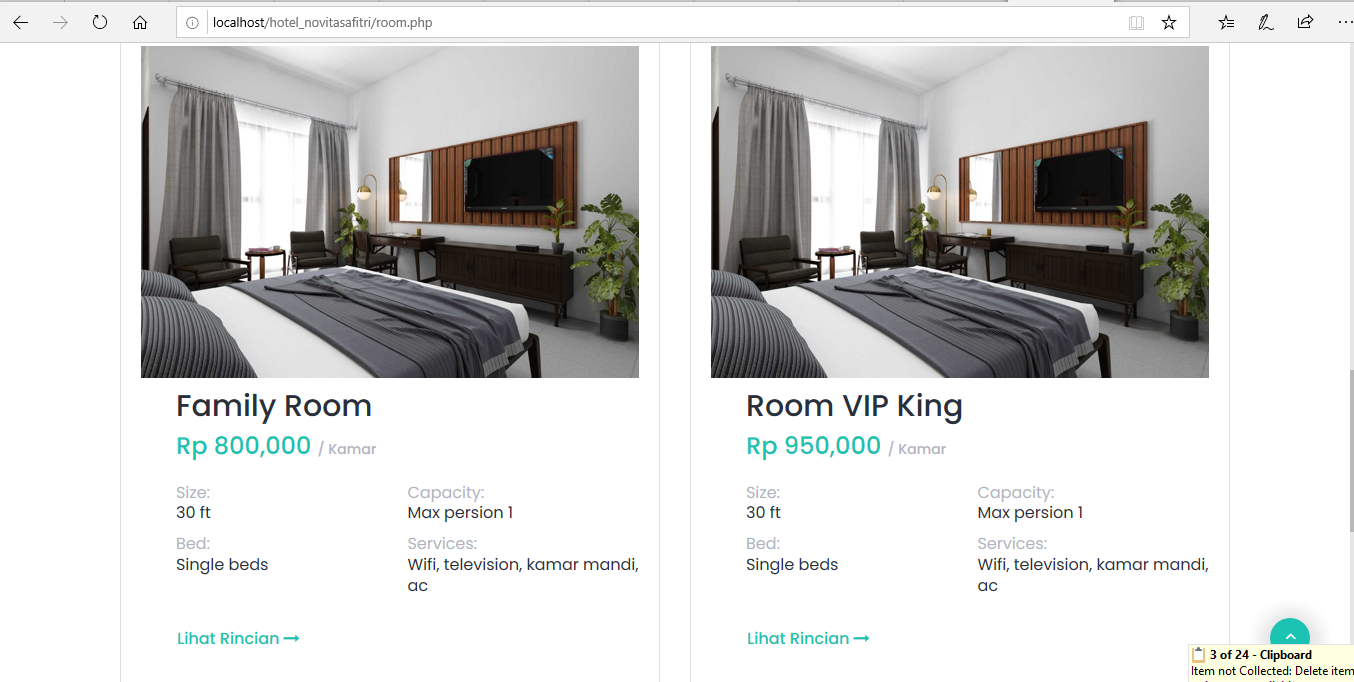 localhost/hotel_novitasafitri/room.php
Family Room
Rp 800,000 / Kamar
Size:
30 ft
Capacity:
Max persion 1
Bed:
Single beds
Services:
Wifi, television, kamar mandi,
ac
Lihat Rincian
Room VIP King
Rp 950,000 / Kamar
Size:
30 ft
Capacity:
Max persion 1
Bed:
Single beds
Services:
Wifi, television, kamar mandi,
ac
Lihat Rincian
3 of 24 - Clipboard
Item not Collected: Delete item